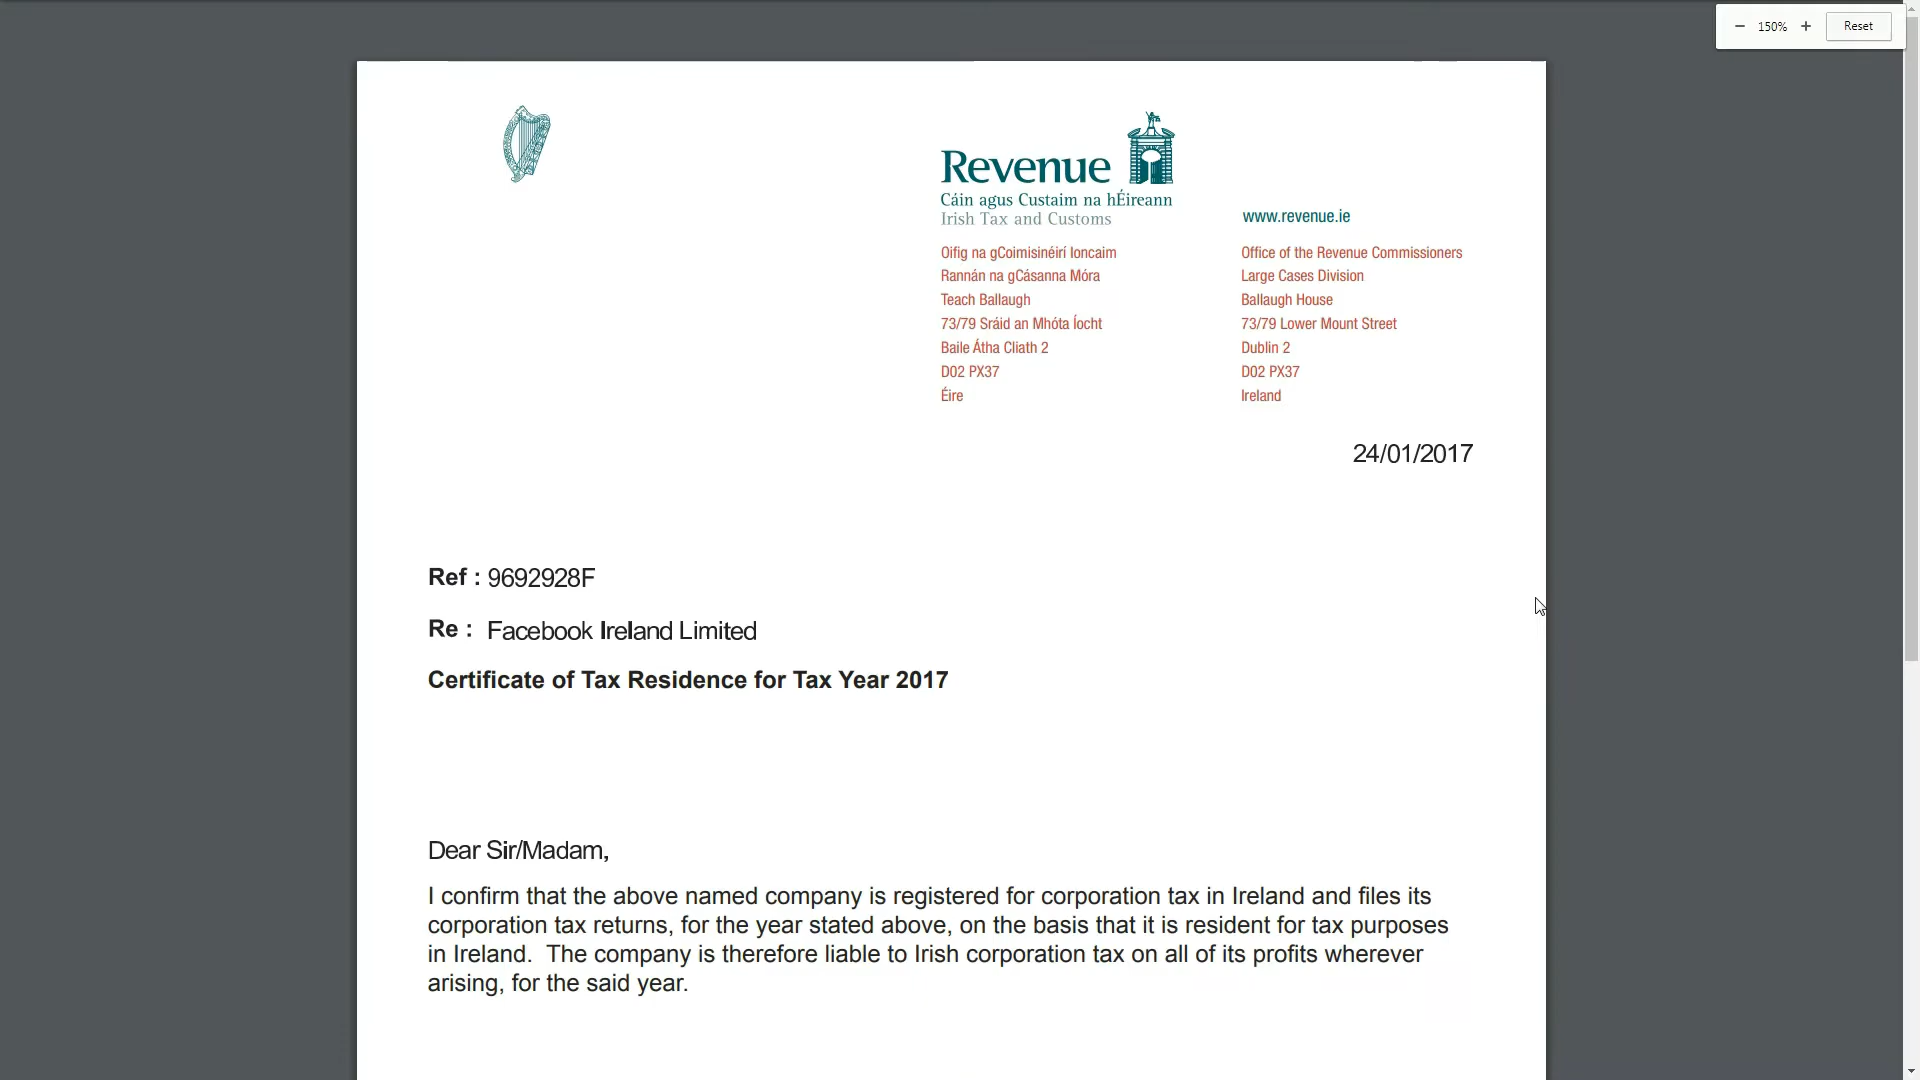 150%
Reset
Revenue
Cáin agus Custaim na hÉireann
Irish Tax and Customs
www.revenue.ie
Oifig na gCoimisinéirí Ioncaim
Rannán na gCásanna Móra
Teach Ballaugh
73/79 Sráid an Mhóta Íocht
Baile Átha Cliath 2
D02 PX37
Éire
Office of the Revenue Commissioners
Large Cases Division
Ballaugh House
73/79 Lower Mount Street
Dublin 2
D02 PX37
Ireland
24/01/2017
Ref : 9692928F
Re : Facebook Ireland Limited
Certificate of Tax Residence for Tax Year 2017
Dear Sir/Madam,
I confirm that the above named company is registered for corporation tax in Ireland and files its
corporation tax returns, for the year stated above, on the basis that it is resident for tax purposes
in Ireland. The company is therefore liable to Irish corporation tax on all of its profits wherever
arising, for the said year.